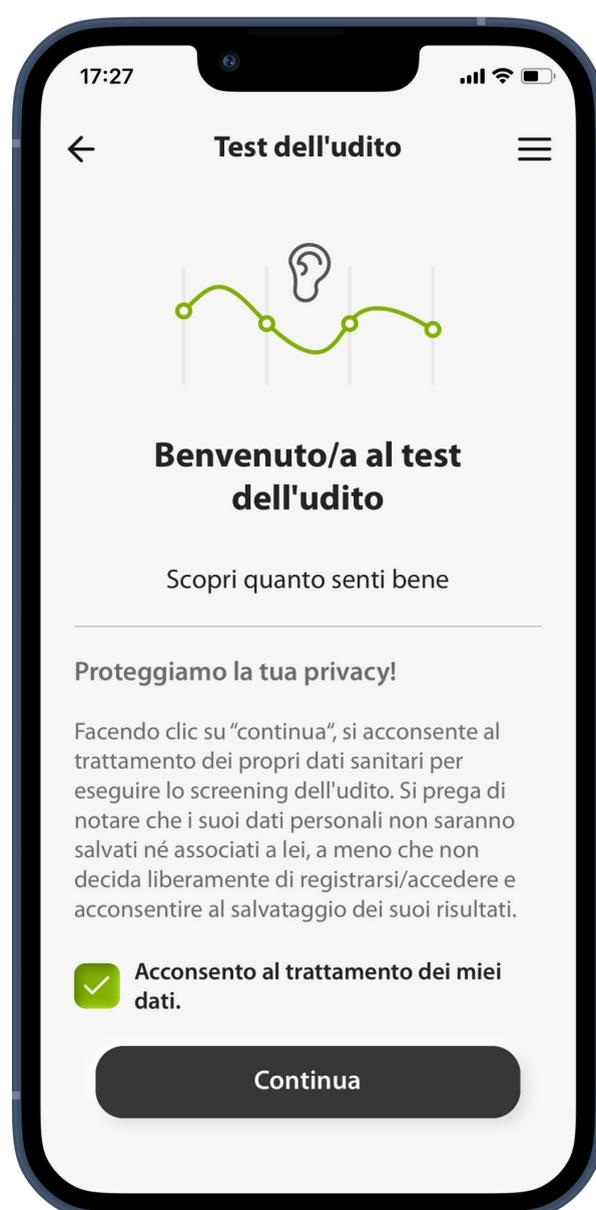 17:27
Test dell'udito
Benvenuto/a al test
dell'udito
Scopri quanto senti bene
Proteggiamo la tua privacy!
Facendo clic su “continua“, si acconsente al
trattamento dei propri dati sanitari per
eseguire lo screening dell'udito. Si prega di
notare che i suoi dati personali non saranno
salvati né associati a lei, a meno che non
decida liberamente di registrarsi/accedere e
acconsentire al salvataggio dei suoi risultati.
Acconsento al trattamento dei miei
dati.
Continua